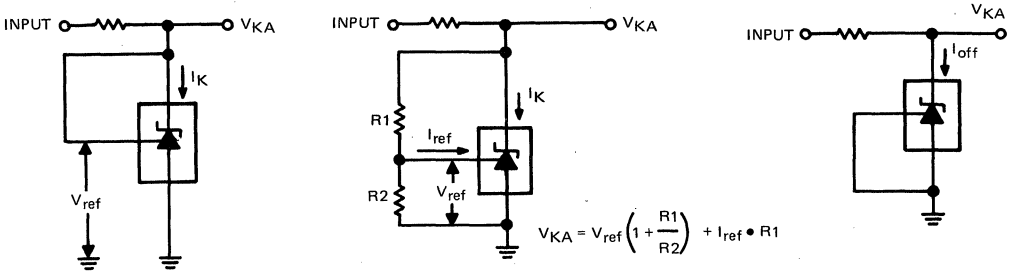 INPUT
V_KA
I_K
V_ref
INPUT
V_KA
I_K
R1
I_ref
R2
V_ref
V_KA = V_ref (1 + R1/R2) + I_ref • R1
INPUT
V_KA
I_off